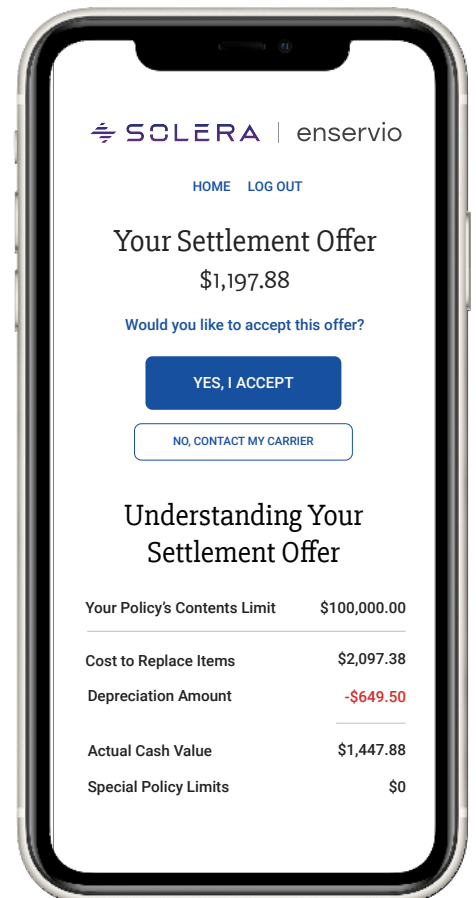 SOLERA | enservio
HOME LOG OUT
Your Settlement Offer
$1,197.88
Would you like to accept this offer?
YES, I ACCEPT
NO, CONTACT MY CARRIER
Understanding Your
Settlement Offer
Your Policy's Contents Limit $100,000.00
Cost to Replace Items $2,097.38
Depreciation Amount -$649.50
Actual Cash Value $1,447.88
Special Policy Limits $0